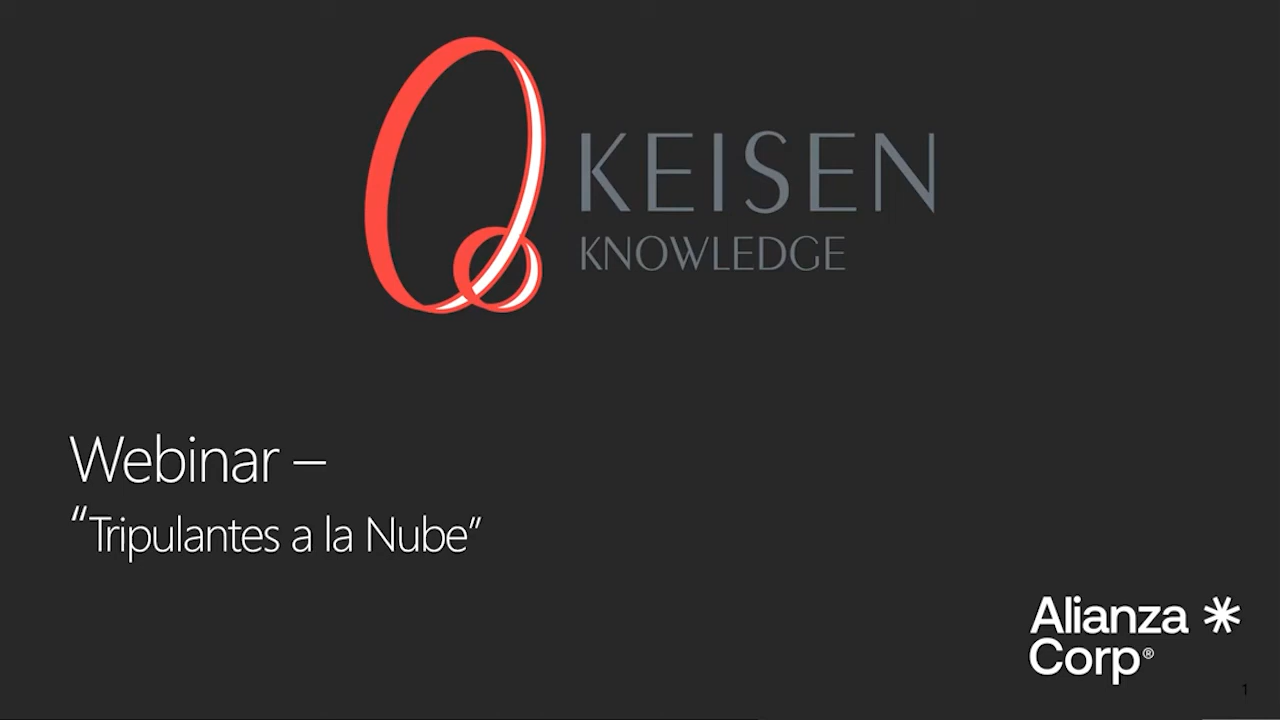 KEISEN
KNOWLEDGE
Webinar –
“Tripulantes a la Nube”
Alianza
Corp®
1